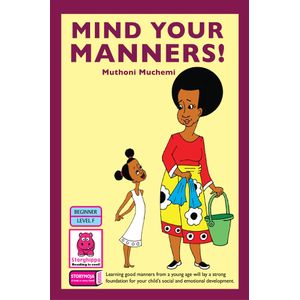 MIND YOUR
MANNERS!
Muthoni Muchemi
BEGINNER
LEVEL F
Storyhippo
Reading is cool!
STORYMOJA
Learning good manners from a young age will lay a strong
foundation for your child's social and emotional development.